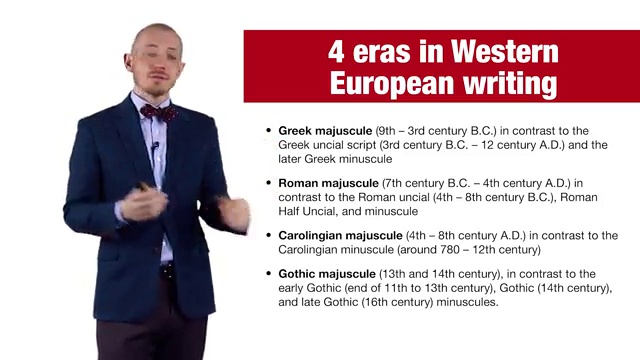 4 eras in Western
European writing
• Greek majuscule (9th – 3rd century B.C.) in contrast to the
Greek uncial script (3rd century B.C. – 12 century A.D.) and the
later Greek minuscule
• Roman majuscule (7th century B.C. – 4th century A.D.) in
contrast to the Roman uncial (4th – 8th century B.C.), Roman
Half Uncial, and minuscule
• Carolingian majuscule (4th – 8th century A.D.) in contrast to the
Carolingian minuscule (around 780 – 12th century)
• Gothic majuscule (13th and 14th century), in contrast to the
early Gothic (end of 11th to 13th century), Gothic (14th century),
and late Gothic (16th century) minuscules.